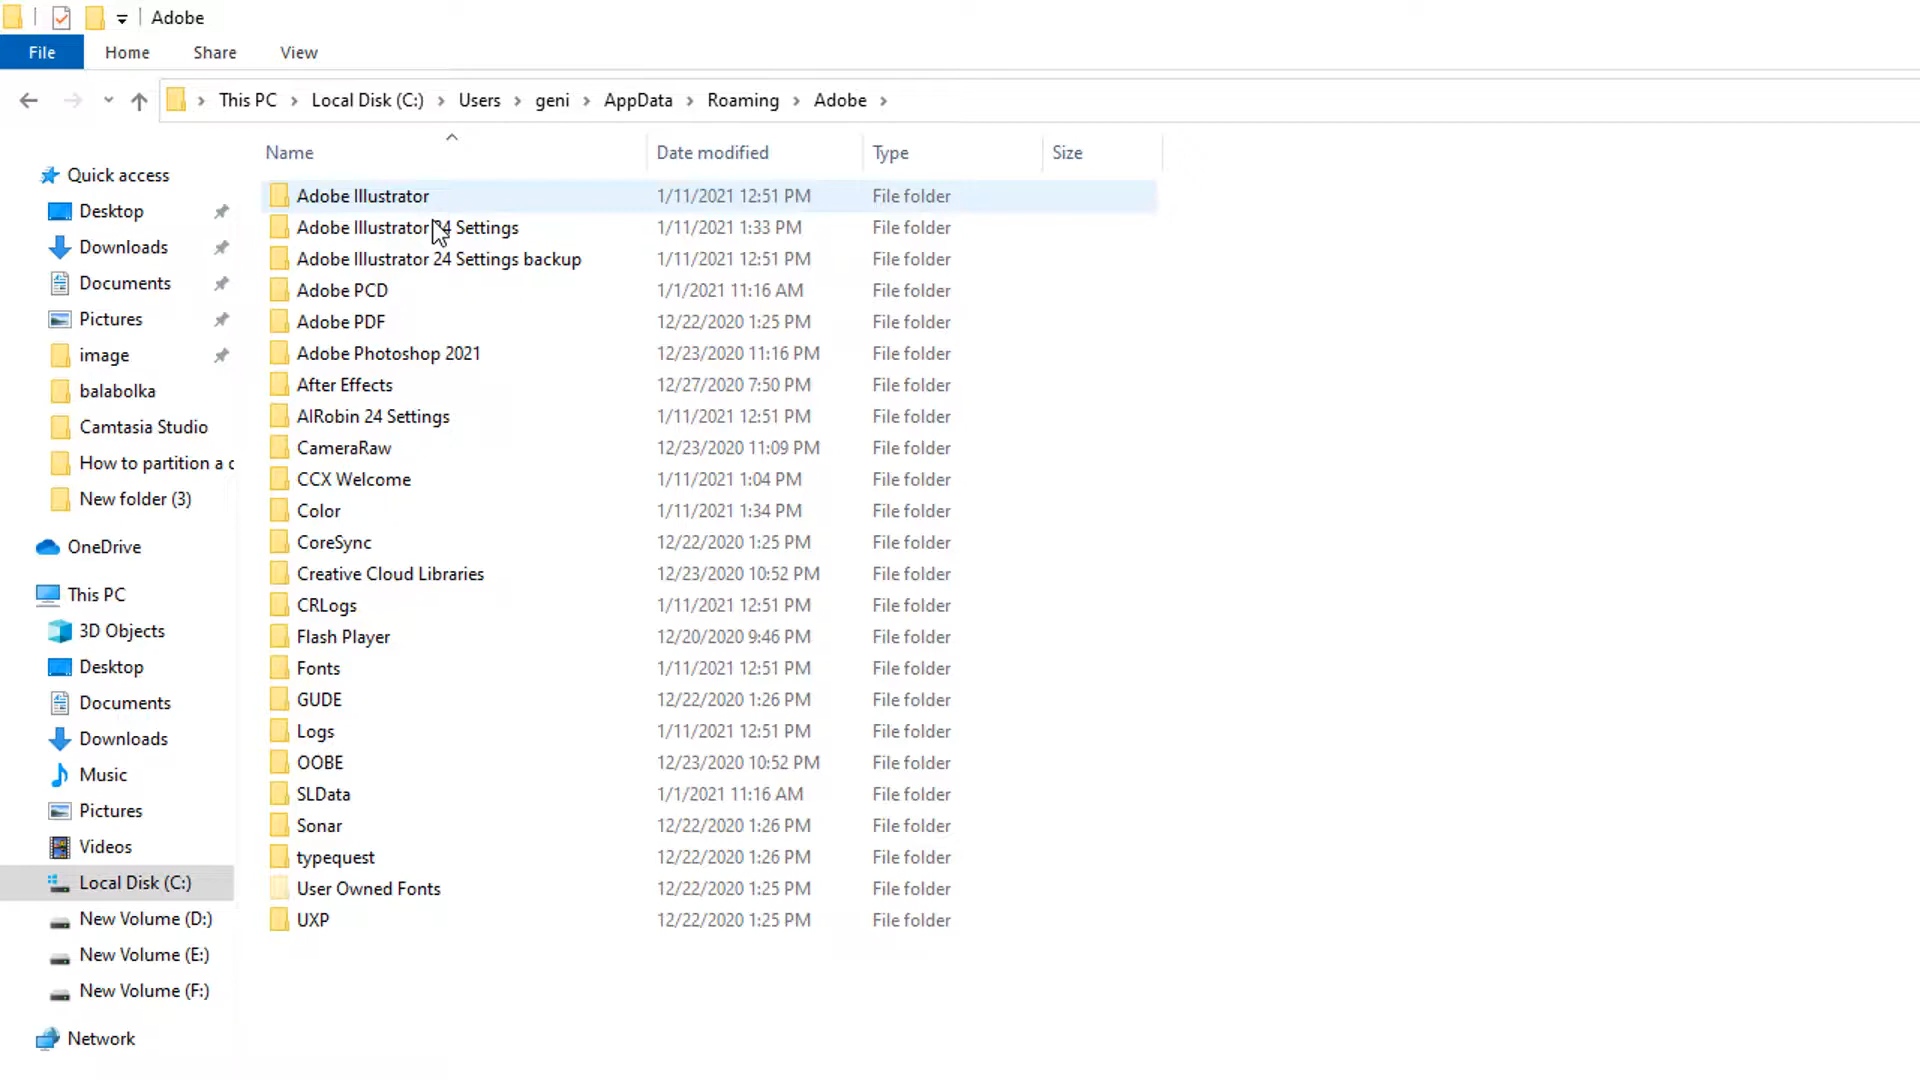 Adobe
File Home Share View
This PC Local Disk (C:) Users geni AppData Roaming Adobe
Name Date modified Type Size
Quick access
Desktop
Downloads
Documents
Pictures
image
balabolka
Camtasia Studio
How to partition a c
New folder (3)
OneDrive
This PC
3D Objects
Desktop
Documents
Downloads
Music
Pictures
Videos
Local Disk (C:)
New Volume (D:)
New Volume (E:)
New Volume (F:)
Network
Adobe Illustrator 1/11/2021 12:51 PM File folder
Adobe Illustrator 24 Settings 1/11/2021 1:33 PM File folder
Adobe Illustrator 24 Settings backup 1/11/2021 12:51 PM File folder
Adobe PCD 1/1/2021 11:16 AM File folder
Adobe PDF 12/22/2020 1:25 PM File folder
Adobe Photoshop 2021 12/23/2020 11:16 PM File folder
After Effects 12/27/2020 7:50 PM File folder
AIRobin 24 Settings 1/11/2021 12:51 PM File folder
CameraRaw 12/23/2020 11:09 PM File folder
CCX Welcome 1/11/2021 1:04 PM File folder
Color 1/11/2021 1:34 PM File folder
CoreSync 12/22/2020 1:25 PM File folder
Creative Cloud Libraries 12/23/2020 10:52 PM File folder
CRLogs 1/11/2021 12:51 PM File folder
Flash Player 12/20/2020 9:46 PM File folder
Fonts 1/11/2021 12:51 PM File folder
GUDE 12/22/2020 1:26 PM File folder
Logs 1/11/2021 12:51 PM File folder
OOBE 12/23/2020 10:52 PM File folder
SLData 1/1/2021 11:16 AM File folder
Sonar 12/22/2020 1:26 PM File folder
typequest 12/22/2020 1:26 PM File folder
User Owned Fonts 12/22/2020 1:25 PM File folder
UXP 12/22/2020 1:25 PM File folder